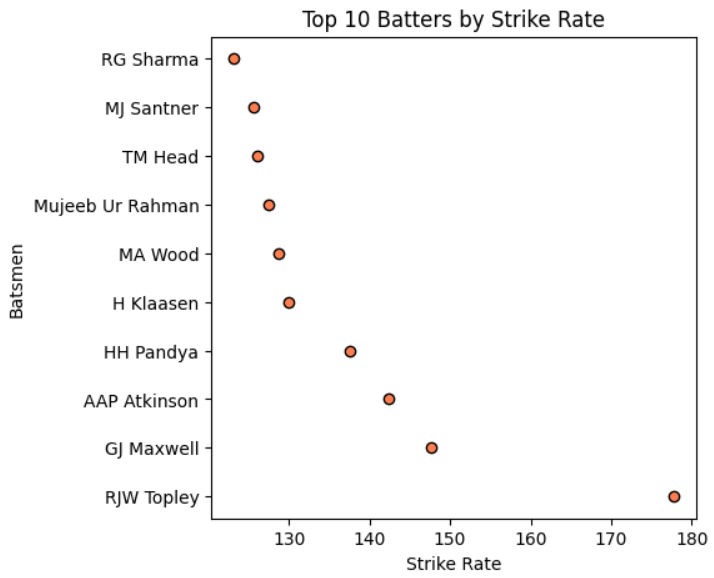 Top 10 Batters by Strike Rate
Batsmen
RG Sharma
MJ Santner
TM Head
Mujeeb Ur Rahman
MA Wood
H Klaasen
HH Pandya
AAP Atkinson
GJ Maxwell
RJW Topley
130 140 150 160 170 180
Strike Rate